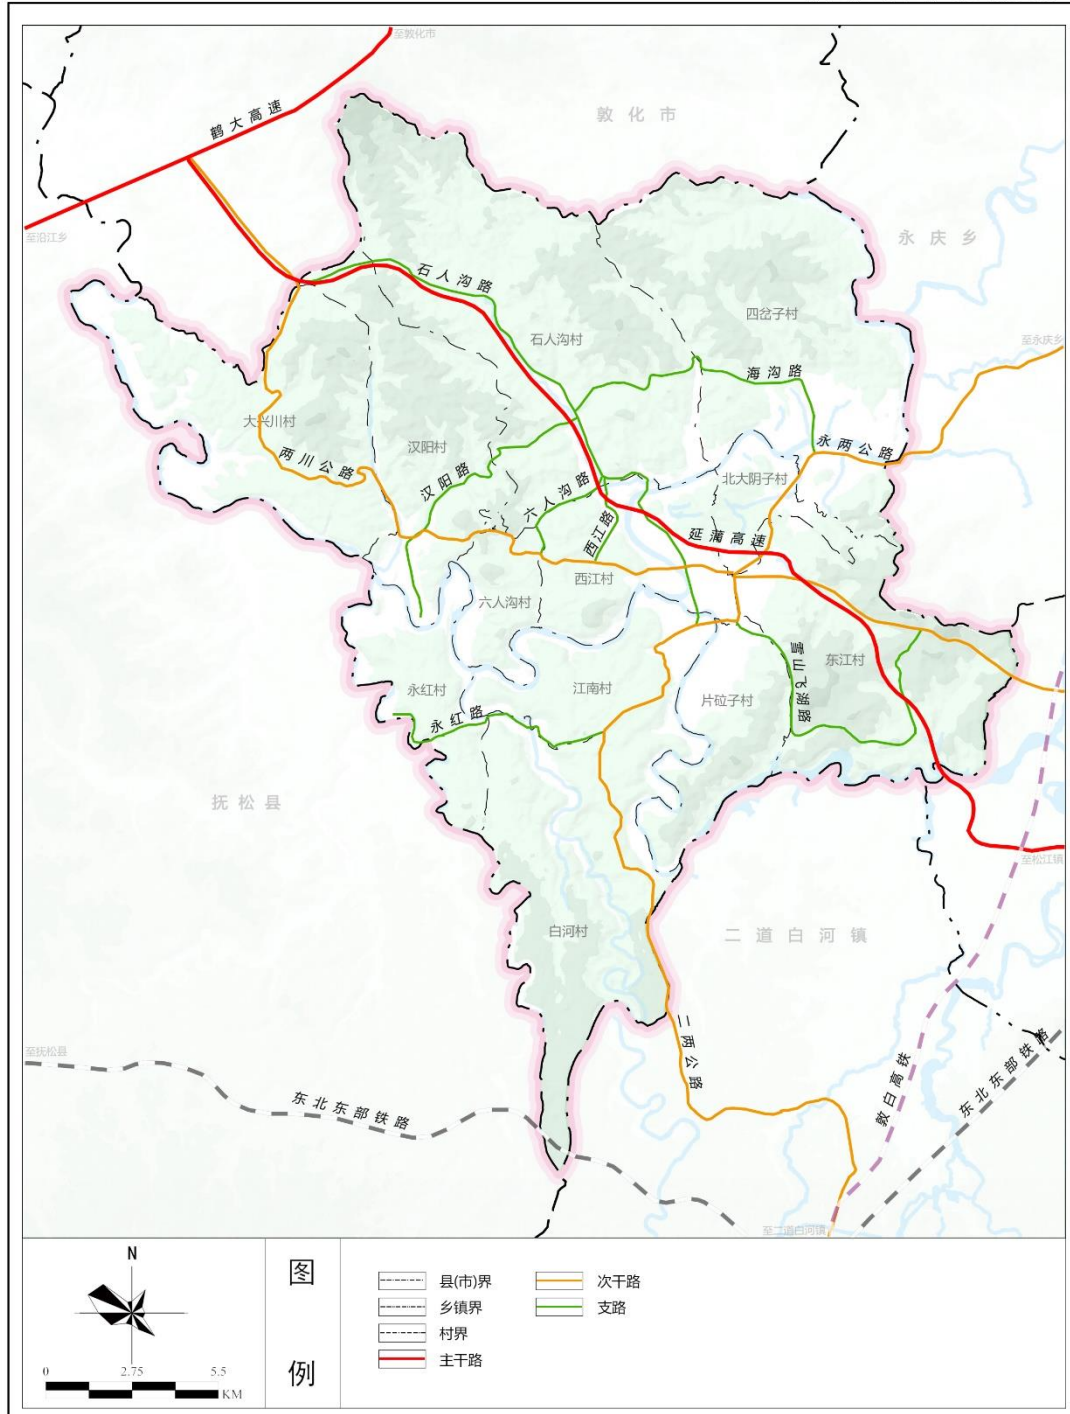 至敦化市
鹤大高速
敦化市
永庆乡
至沿江乡
石人沟路
四岔子村
石人沟村
至永庆乡
海沟路
大兴川村
汉阳村
永两公路
两川公路
汉阳路
北大阴子村
六人沟路
西江路
延蒲高速
西江村
六人沟村
雪山飞湖路
东江村
永红村
江南村
片砬子村
永红路
抚松县
至松江镇
白河村
二道白河镇
二两公路
至抚松县
东北东部铁路
敦白高铁
东北东部铁路
至二道白河镇
N
0 2.75 5.5
KM
图例
县(市)界
乡镇界
村界
主干路
次干路
支路